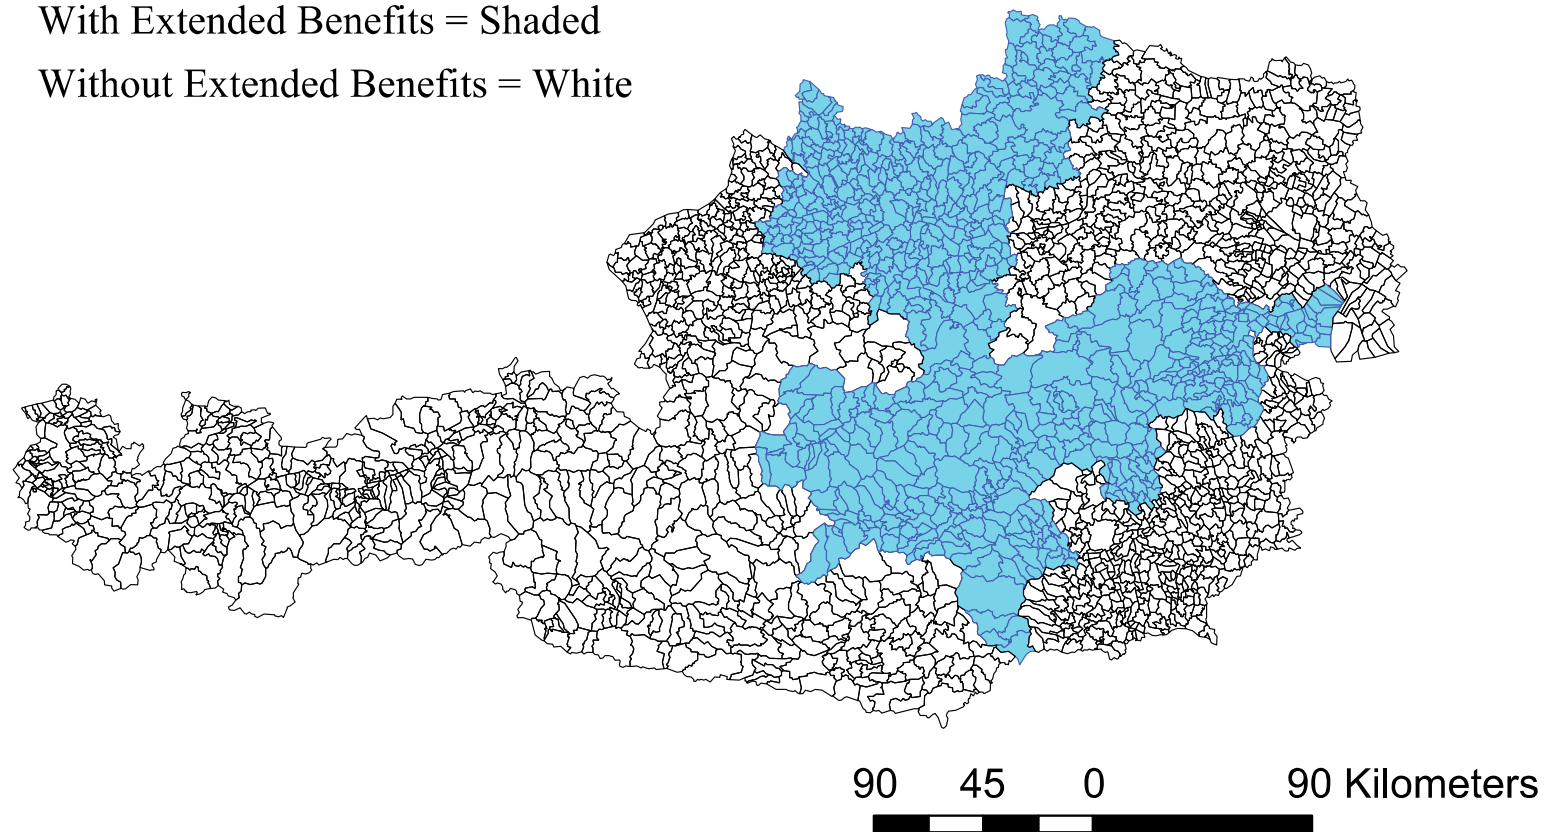 With Extended Benefits = Shaded
Without Extended Benefits = White
90 45 0 90 Kilometers